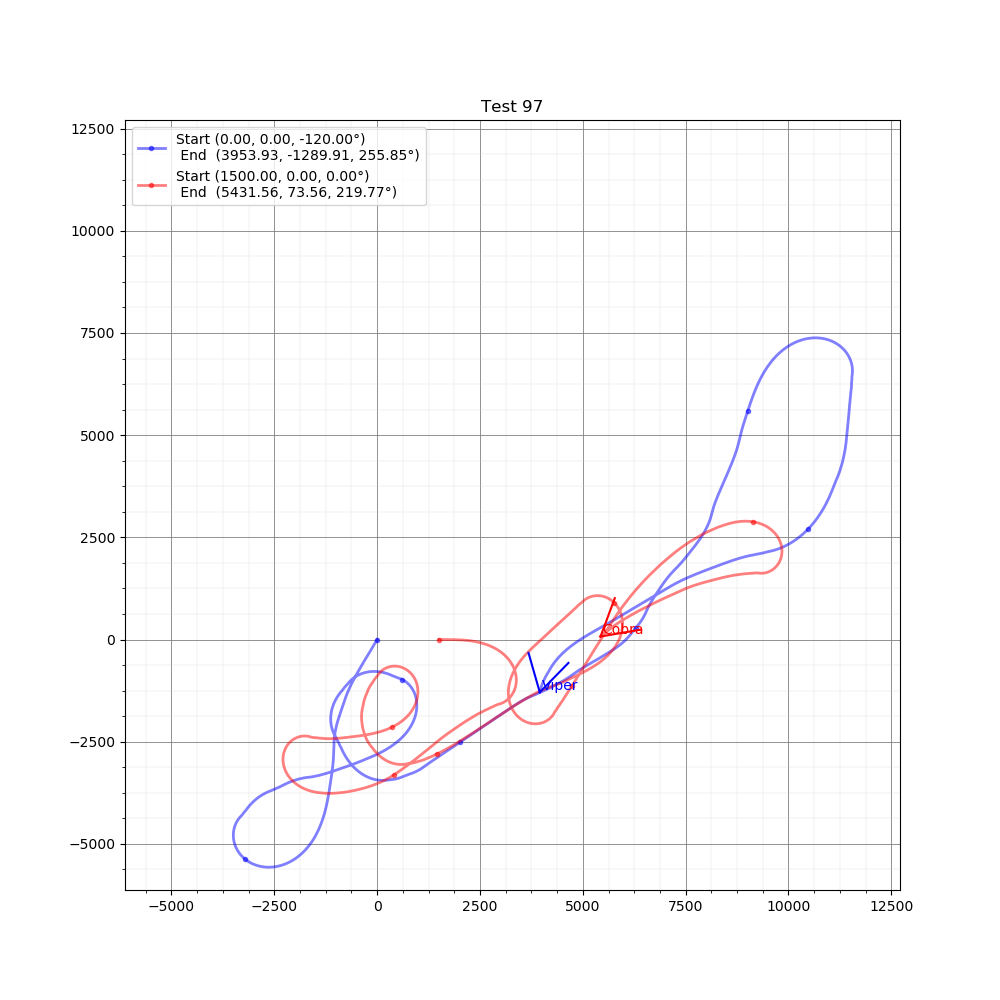 Test 97
Start (0.00, 0.00, -120.00°)
End (3953.93, -1289.91, 255.85°)
Start (1500.00, 0.00, 0.00°)
End (5431.56, 73.56, 219.77°)
12500
10000
7500
5000
2500
0
−2500
−5000
Cobra
Viper
−5000 −2500 0 2500 5000 7500 10000 12500